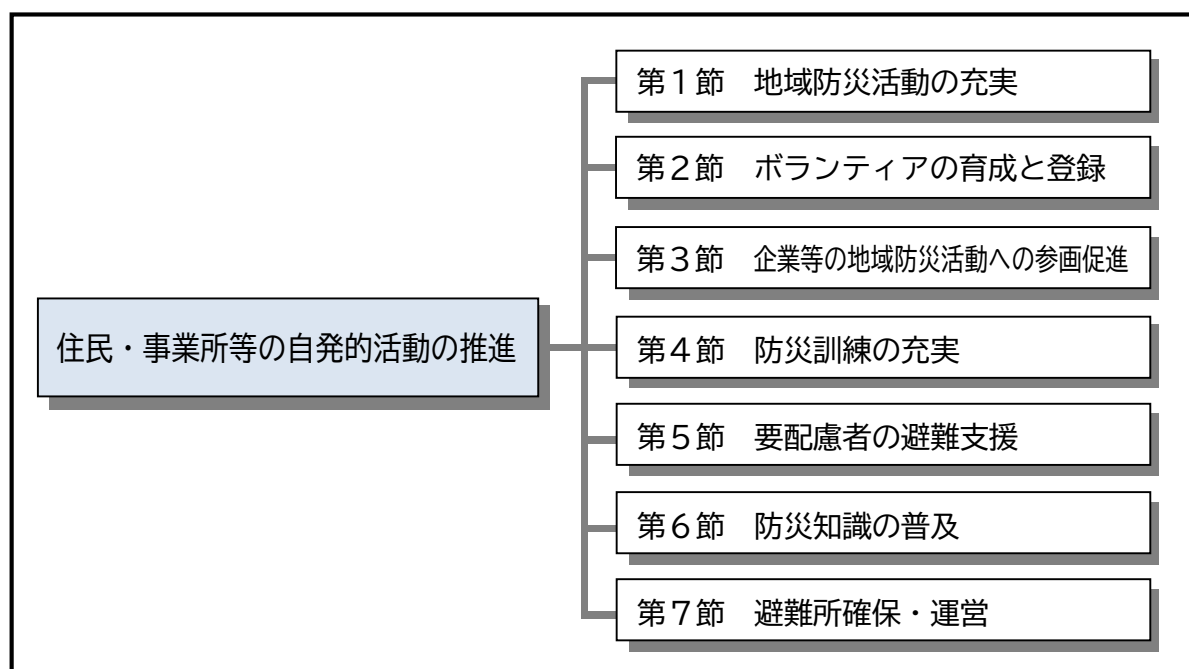 第１節　地域防災活動の充実
第２節　ボランティアの育成と登録
第３節　企業等の地域防災活動への参画促進
住民・事業所等の自発的活動の推進
第４節　防災訓練の充実
第５節　要配慮者の避難支援
第６節　防災知識の普及
第７節　避難所確保・運営